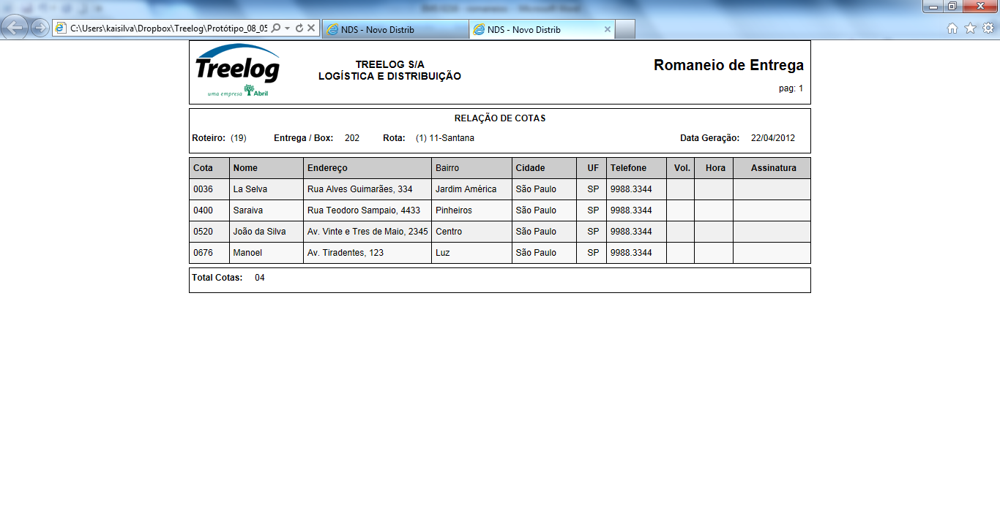 C:\Users\kaisilva\Dropbox\Treelog\Protótipo_08_05
NDS - Novo Distrib
NDS - Novo Distrib
Treelog
uma empresa Abril
TREELOG S/A
LOGÍSTICA E DISTRIBUIÇÃO
Romaneio de Entrega
pag: 1
RELAÇÃO DE COTAS
Roteiro: (19) Entrega / Box: 202 Rota: (1) 11-Santana Data Geração: 22/04/2012
Cota Nome Endereço Bairro Cidade UF Telefone Vol. Hora Assinatura
0036 La Selva Rua Alves Guimarães, 334 Jardim América São Paulo SP 9988.3344
0400 Saraiva Rua Teodoro Sampaio, 4433 Pinheiros São Paulo SP 9988.3344
0520 João da Silva Av. Vinte e Tres de Maio, 2345 Centro São Paulo SP 9988.3344
0676 Manoel Av. Tiradentes, 123 Luz São Paulo SP 9988.3344
Total Cotas: 04